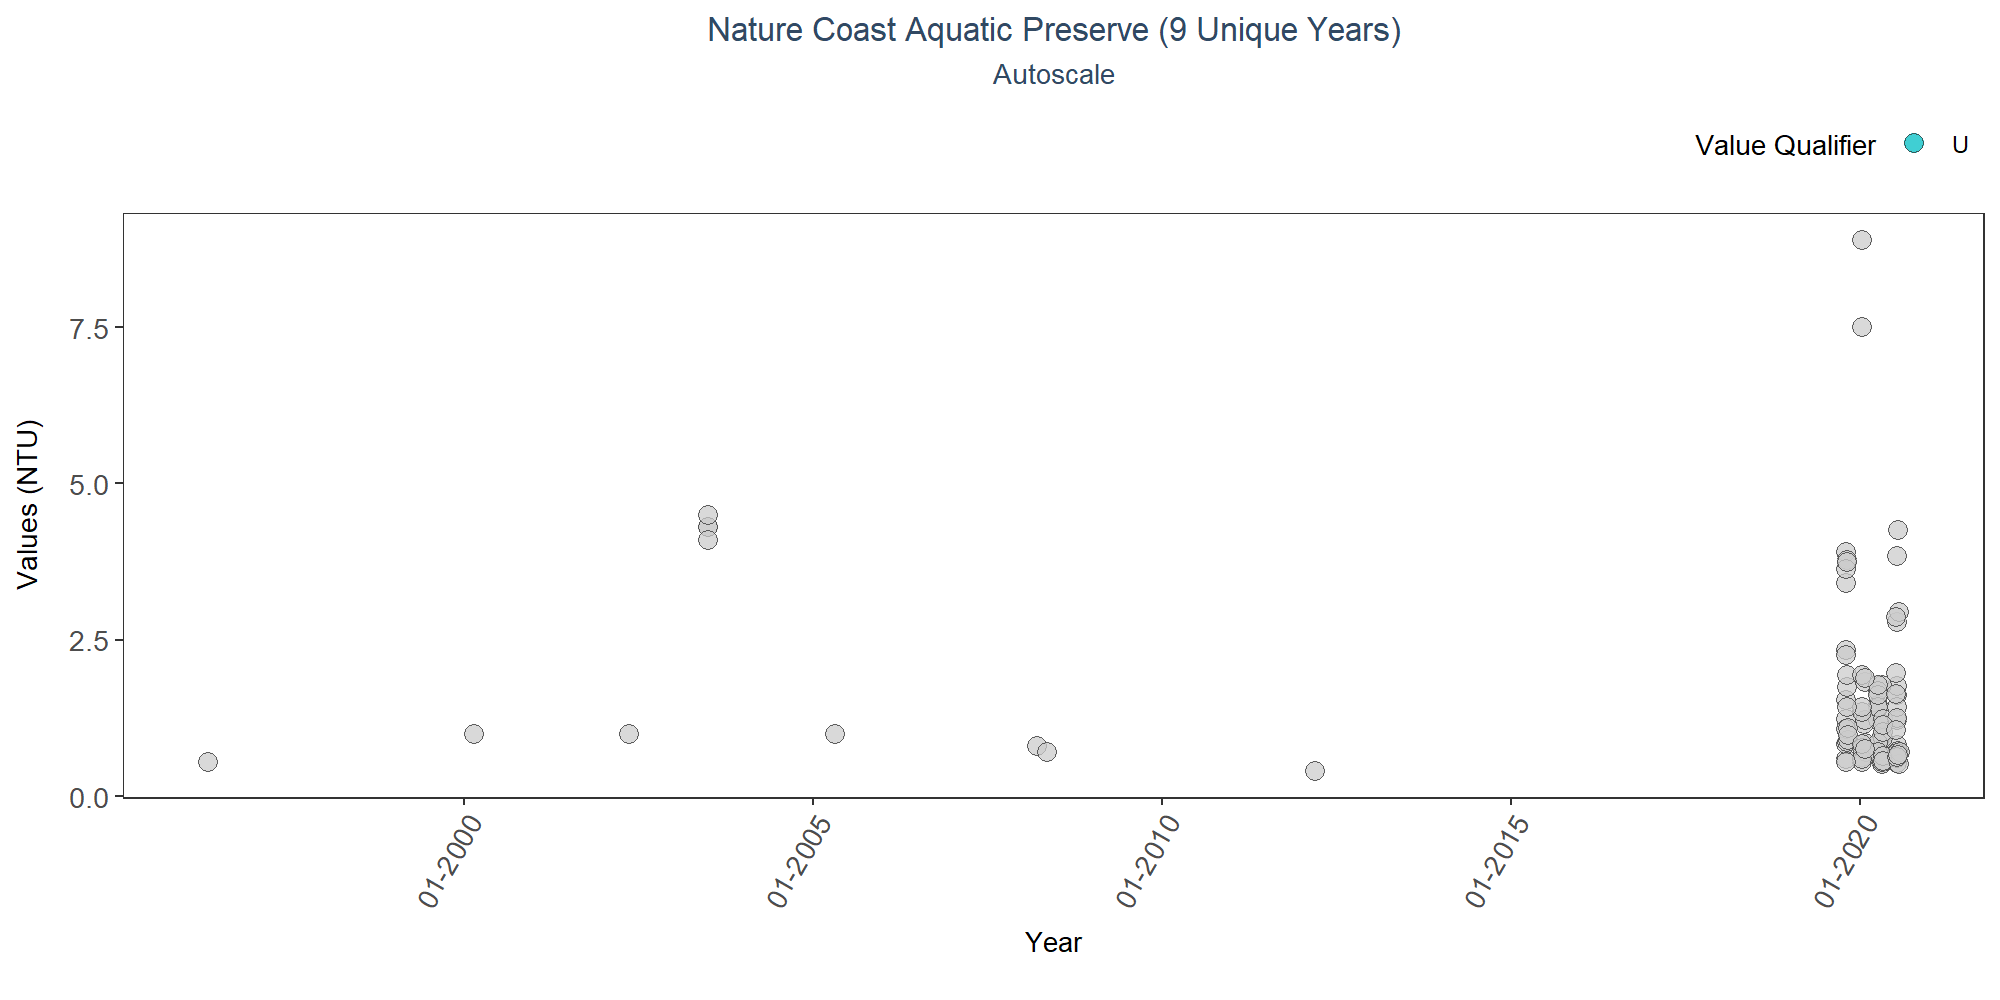 Nature Coast Aquatic Preserve (9 Unique Years)
Autoscale
Value Qualifier U
Values (NTU)
7.5
5.0
2.5
0.0
01-2000
01-2005
01-2010
01-2015
01-2020
Year